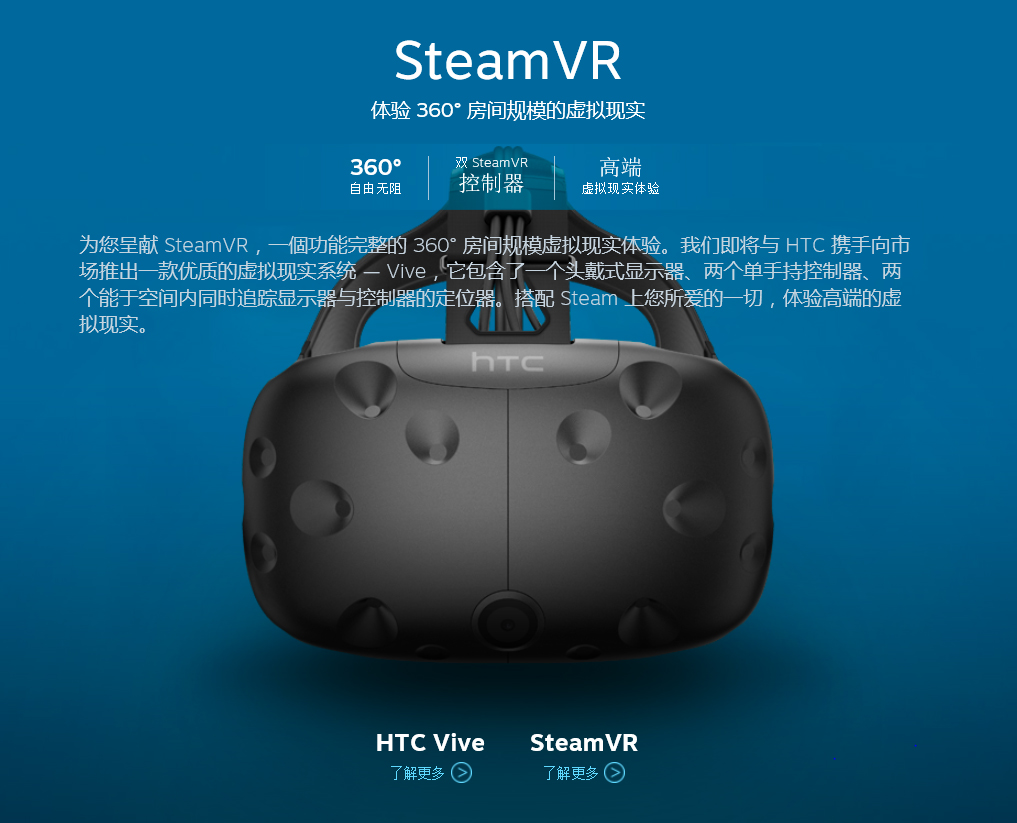 SteamVR
体验 360° 房间规模的虚拟现实
360°
自由无阻
双 SteamVR
控制器
高端
虚拟现实体验
为您呈献 SteamVR，一個功能完整的 360° 房间规模虚拟现实体验。我们即将与 HTC 携手向市
场推出一款优质的虚拟现实系统 — Vive，它包含了一个头戴式显示器、两个单手持控制器、两
个能于空间内同时追踪显示器与控制器的定位器。搭配 Steam 上您所爱的一切，体验高端的虚
拟现实。
hTC
HTC Vive
了解更多
SteamVR
了解更多